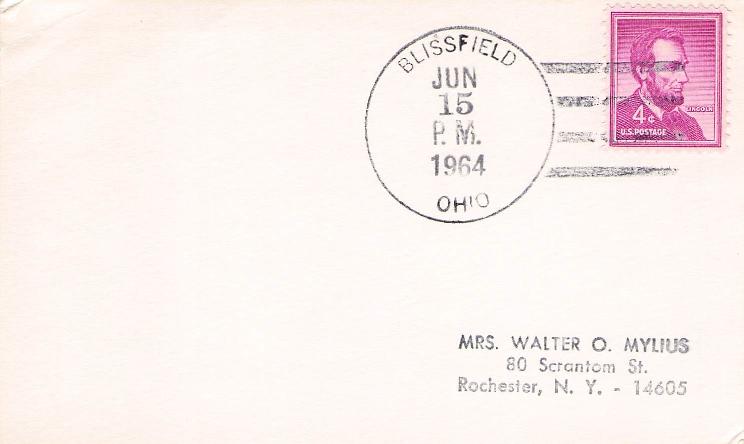 BLISSFIELD
JUN
15
P.M.
1964
OHIO
LINCOLN
4¢
U.S. POSTAGE
MRS. WALTER O. MYLIUS
80 Scrantom St.
Rochester, N. Y. - 14605